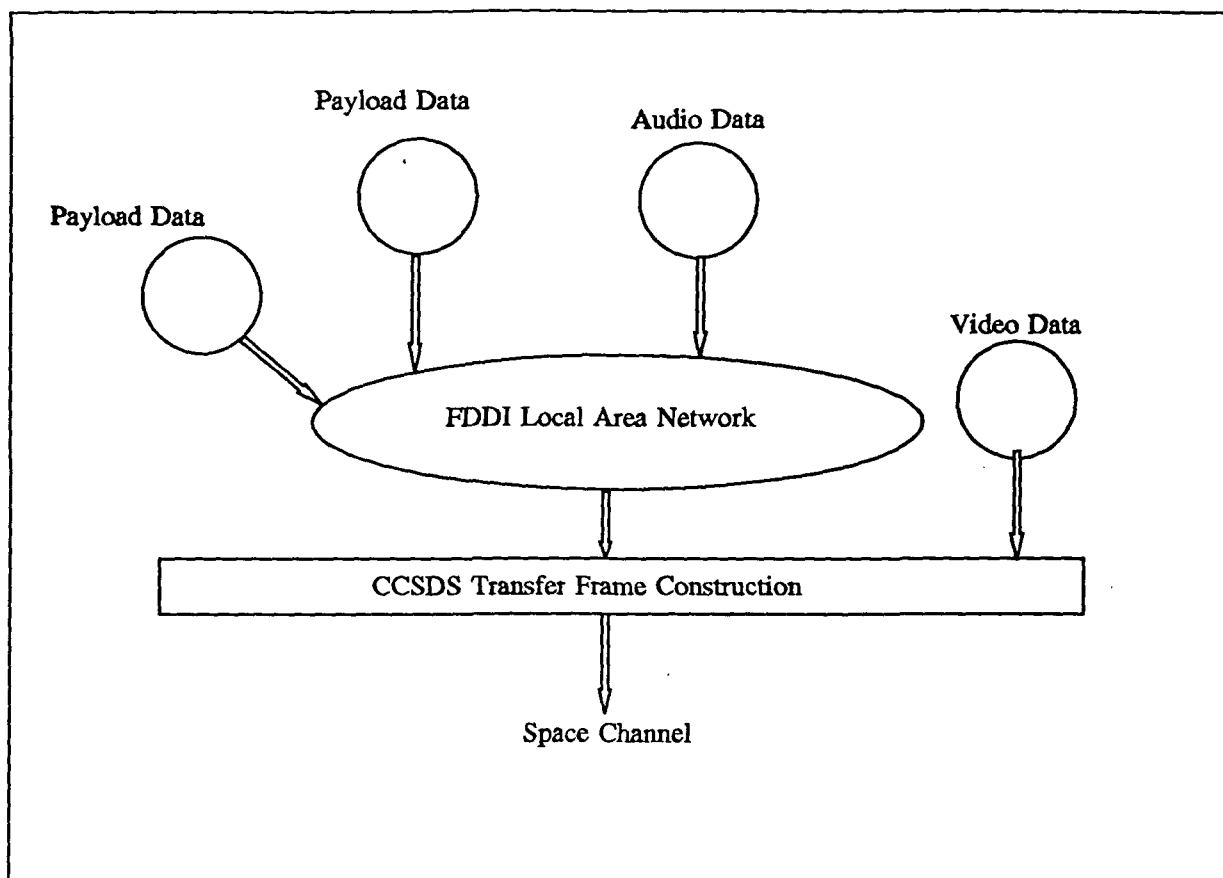 Payload Data
Audio Data
Payload Data
Video Data
FDDI Local Area Network
CCSDS Transfer Frame Construction
Space Channel